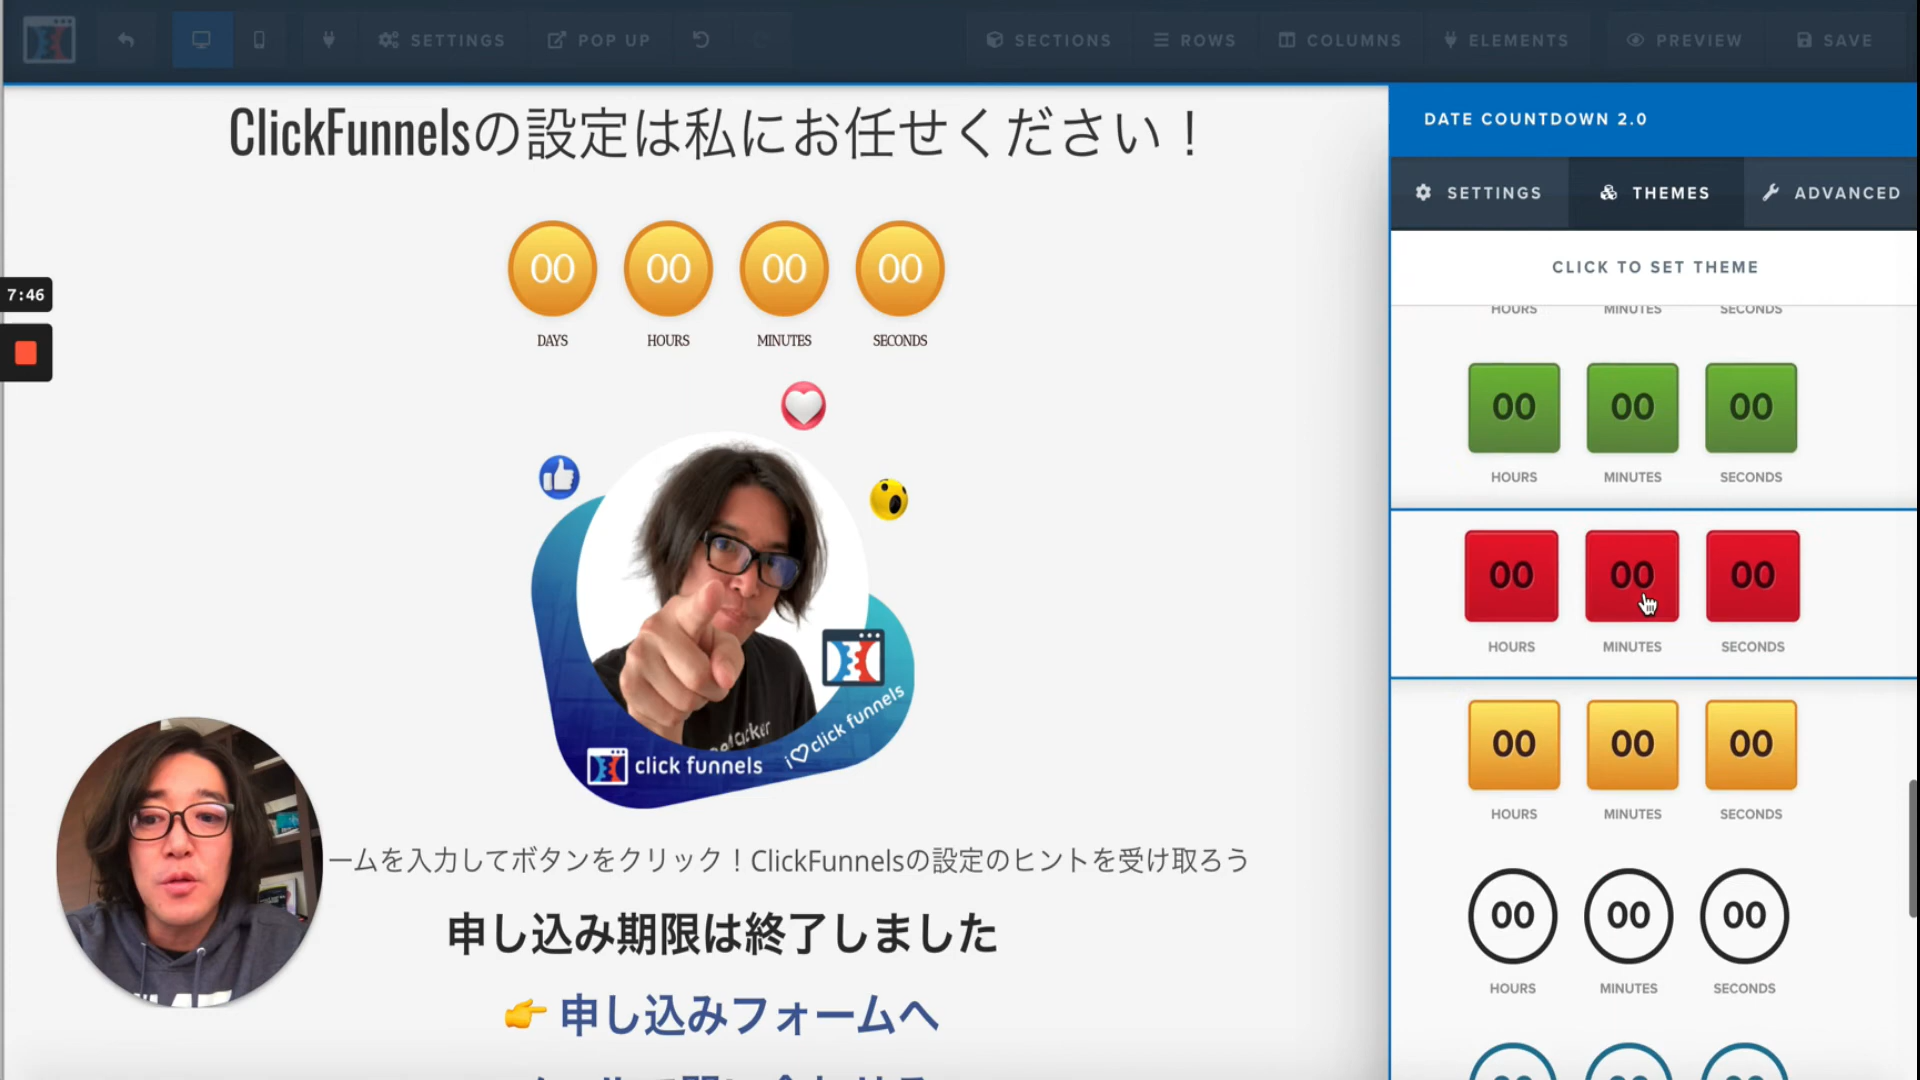 SETTINGS
POP UP
SECTIONS
ROWS
COLUMNS
ELEMENTS
PREVIEW
SAVE
ClickFunnelsの設定は私にお任せください！
00 00 00 00
DAYS HOURS MINUTES SECONDS
7:46
click funnels
i♡click funnels
ームを入力してボタンをクリック！ClickFunnelsの設定のヒントを受け取ろう
申し込み期限は終了しました
👉 申し込みフォームへ
DATE COUNTDOWN 2.0
SETTINGS THEMES ADVANCED
CLICK TO SET THEME
HOURS MINUTES SECONDS
00 00 00
HOURS MINUTES SECONDS
00 00 00
HOURS MINUTES SECONDS
00 00 00
HOURS MINUTES SECONDS
00 00 00
HOURS MINUTES SECONDS